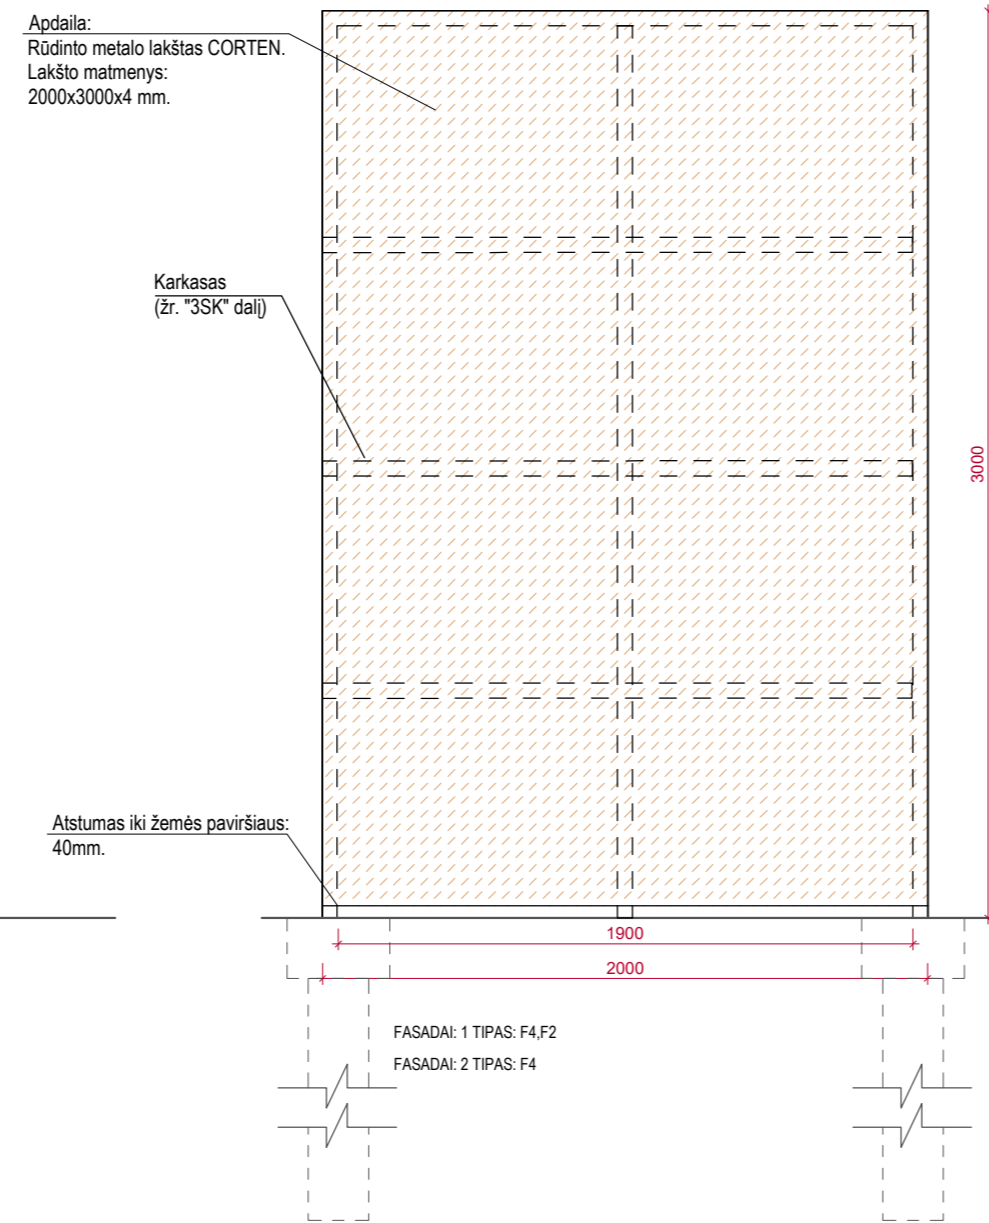 Apdaila:
Rūdinto metalo lakštas CORTEN.
Lakšto matmenys:
2000x3000x4 mm.
Karkasas
(žr. "3SK" dalį)
3000
Atstumas iki žemės paviršiaus:
40mm.
1900
2000
FASADAI: 1 TIPAS: F4,F2
FASADAI: 2 TIPAS: F4